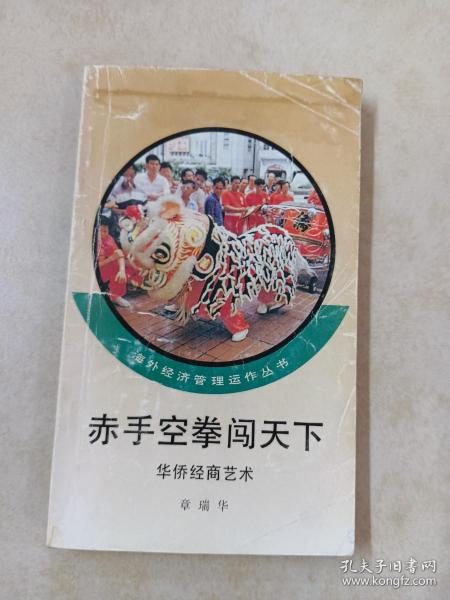 海外经济管理运作丛书
赤手空拳闯天下
华侨经商艺术
章瑞华
孔夫子旧书网
www.kongfz.com